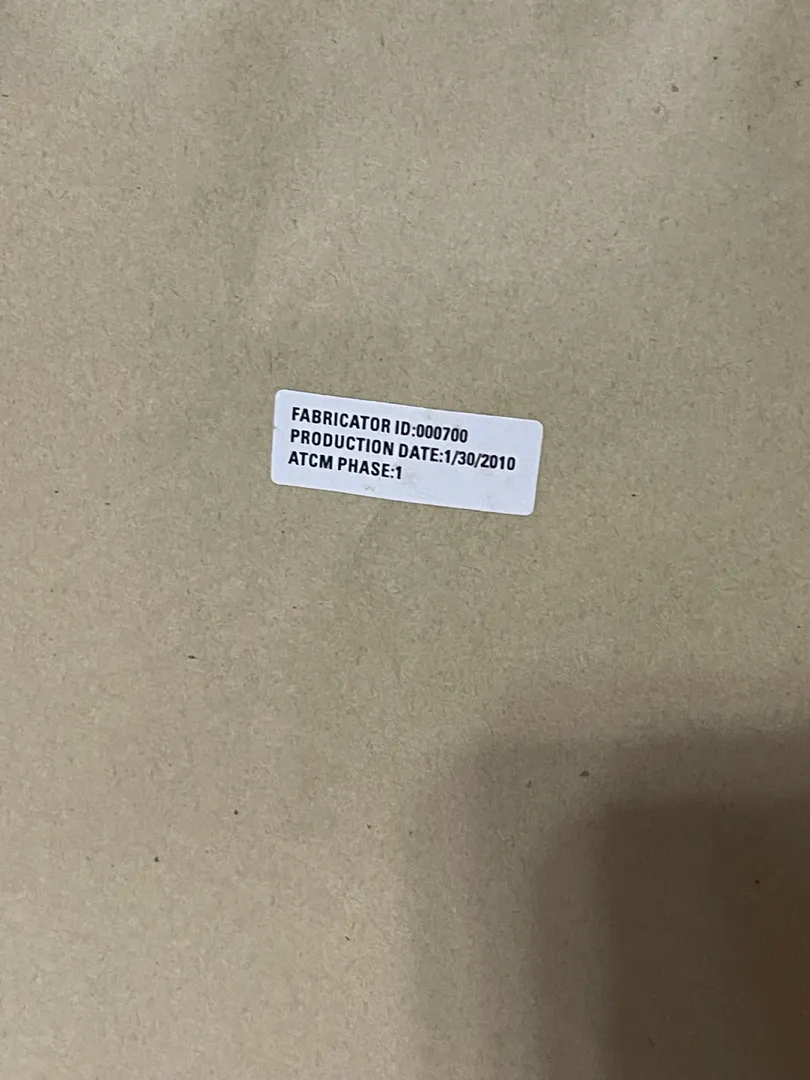 FABRICATOR ID:000700
PRODUCTION DATE:1/30/2010
ATCM PHASE:1